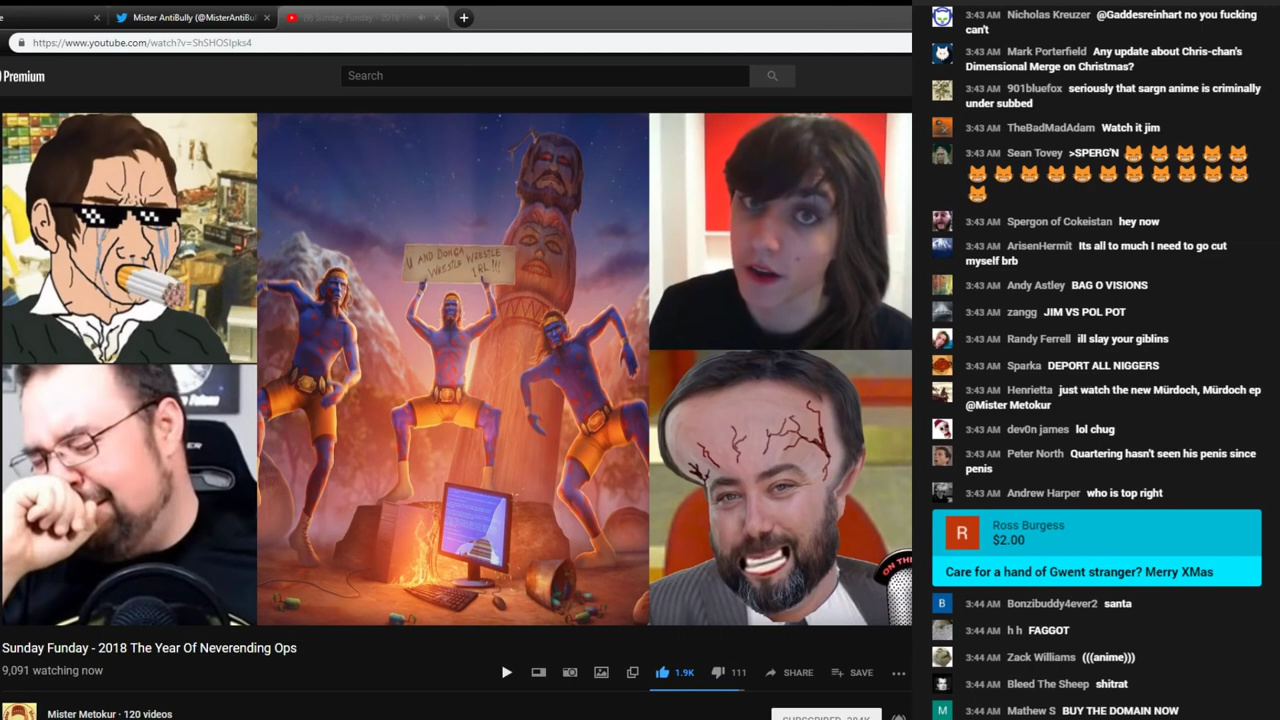 e ×
Mister AntiBully (@MisterAntiBul ×
(9) Sunday Funday - 2018 T ×
+
https://www.youtube.com/watch?v=ShSHOSIpks4
Premium
Search
U AND DONGA
WRESTLE WRESTLE
IRL!!!
ER
ON THE
Sunday Funday - 2018 The Year Of Neverending Ops
9,091 watching now
1.9K 111 SHARE SAVE
Mister Metokur · 120 videos
SUBSCRIBED 284K
3:43 AM Nicholas Kreuzer @Gaddesreinhart no you fucking
can't
3:43 AM Mark Porterfield Any update about Chris-chan's
Dimensional Merge on Christmas?
3:43 AM 901bluefox seriously that sargn anime is criminally
under subbed
3:43 AM TheBadMadAdam Watch it jim
3:43 AM Sean Tovey >SPERG'N
3:43 AM Spergon of Cokeistan hey now
3:43 AM ArisenHermit Its all to much I need to go cut
myself brb
3:43 AM Andy Astley BAG O VISIONS
3:43 AM zangg JIM VS POL POT
3:43 AM Randy Ferrell ill slay your giblins
3:43 AM Sparka DEPORT ALL NIGGERS
3:43 AM Henrietta just watch the new Mürdoch, Mürdoch ep
@Mister Metokur
3:43 AM dev0n james lol chug
3:43 AM Peter North Quartering hasn't seen his penis since
penis
3:43 AM Andrew Harper who is top right
R
Ross Burgess
$2.00
Care for a hand of Gwent stranger? Merry XMas
B 3:44 AM Bonzibuddy4ever2 santa
3:44 AM h h FAGGOT
3:44 AM Zack Williams (((anime)))
3:44 AM Bleed The Sheep shitrat
M 3:44 AM Mathew S BUY THE DOMAIN NOW